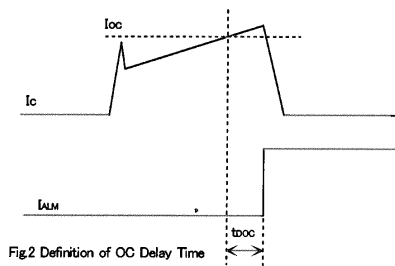 Ioc
Ic
IALM
tDOC
Fig.2 Definition of OC Delay Time